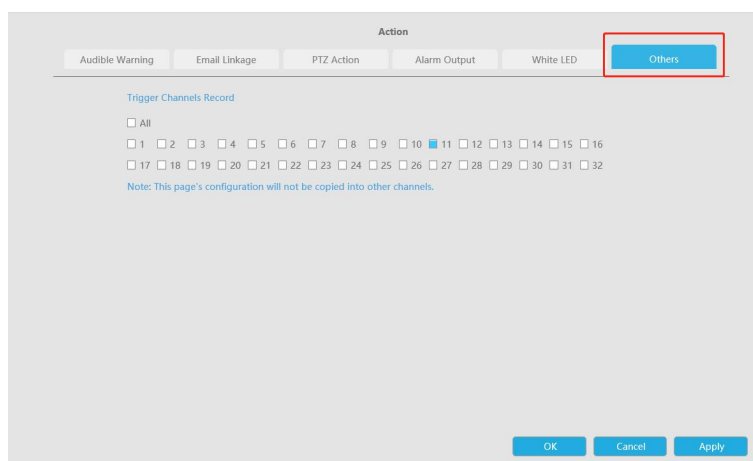 Action
Audible Warning Email Linkage PTZ Action Alarm Output White LED Others
Trigger Channels Record
All
1 2 3 4 5 6 7 8 9 10 11 12 13 14 15 16
17 18 19 20 21 22 23 24 25 26 27 28 29 30 31 32
Note: This page's configuration will not be copied into other channels.
OK Cancel Apply